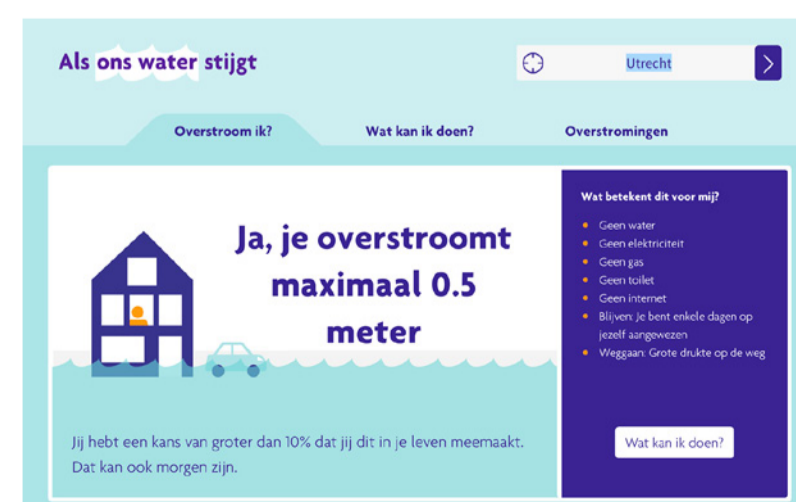 Als ons water stijgt
Utrecht
Overstroom ik?
Wat kan ik doen?
Overstromingen
Ja, je overstroomt
maximaal 0.5
meter
Jij hebt een kans van groter dan 10% dat jij dit in je leven meemaakt.
Dat kan ook morgen zijn.
Wat betekent dit voor mij?
Geen water
Geen elektriciteit
Geen gas
Geen toilet
Geen internet
Blijven: Je bent enkele dagen op
jezelf aangewezen
Weggaan: Grote drukte op de weg
Wat kan ik doen?